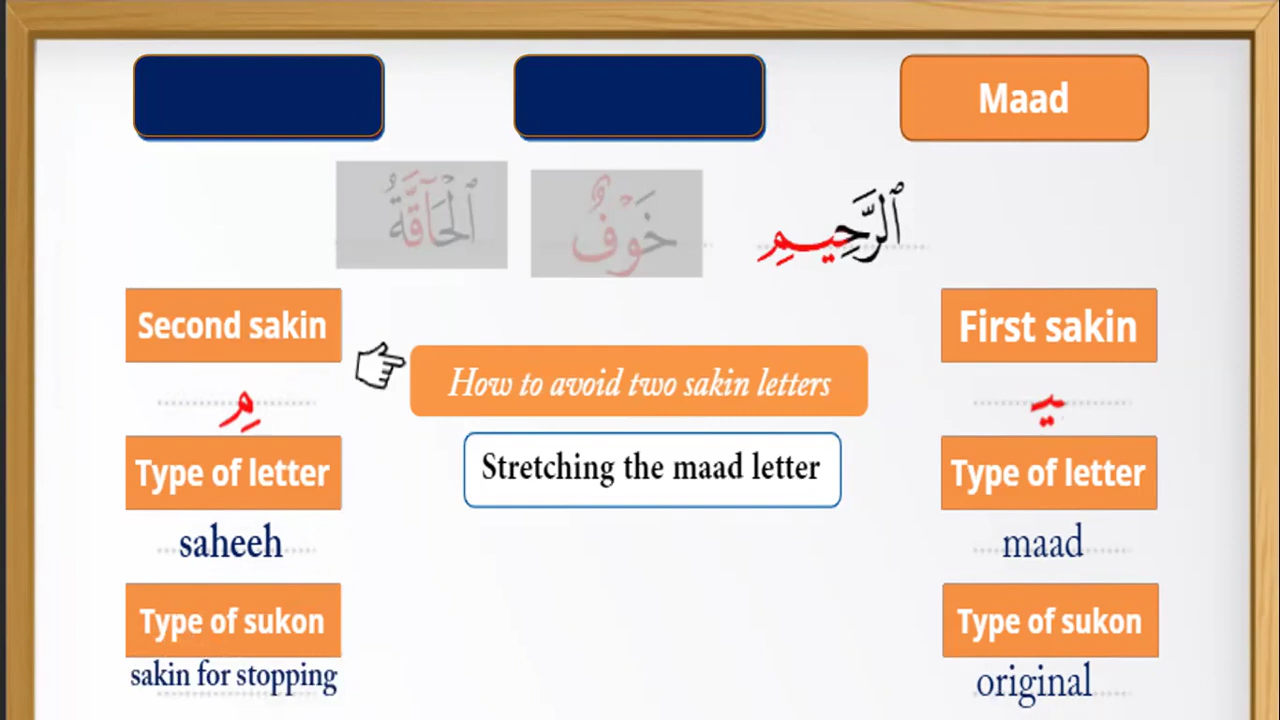 Maad
ٱلْحَآقَّةُ خَوْفٌ ٱلرَّحِيمِ
Second sakin
First sakin
How to avoid two sakin letters
مِ
يـ
Type of letter
Stretching the maad letter
Type of letter
saheeh
maad
Type of sukon
Type of sukon
sakin for stopping
original